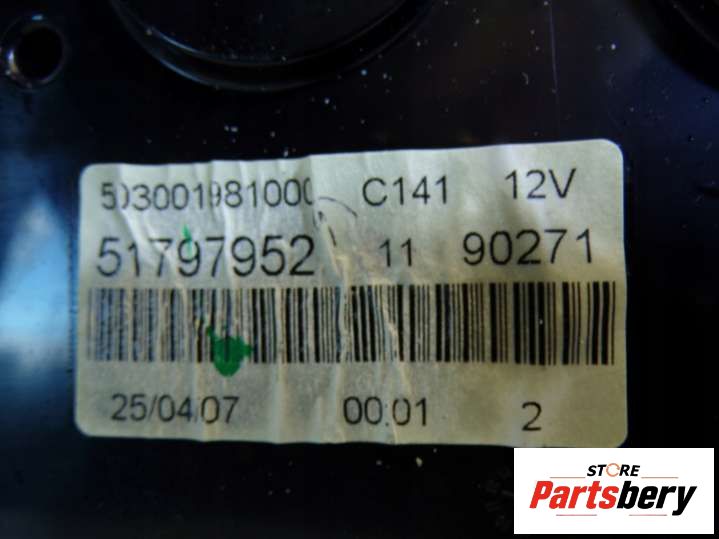 503001981000 C141 12V
51797952 11 90271
25/04/07 00:01 2
STORE
Partsbery